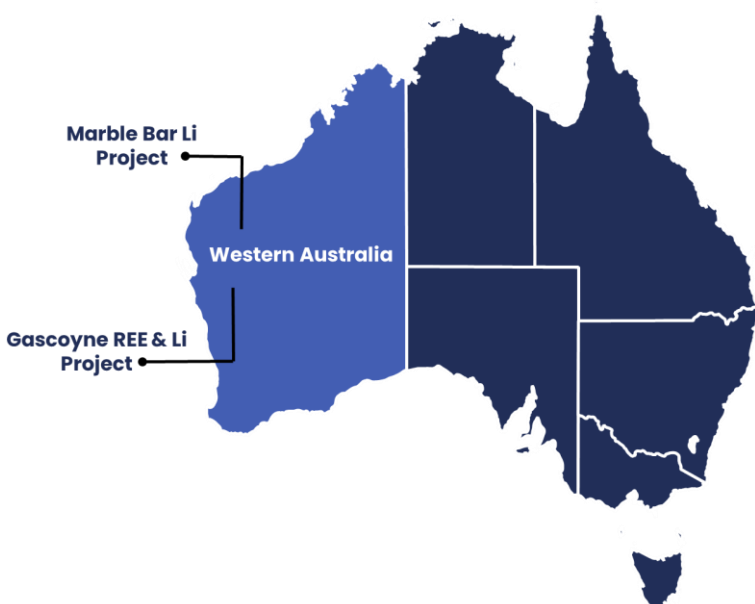 Marble Bar Li
Project
Western Australia
Gascoyne REE & Li
Project